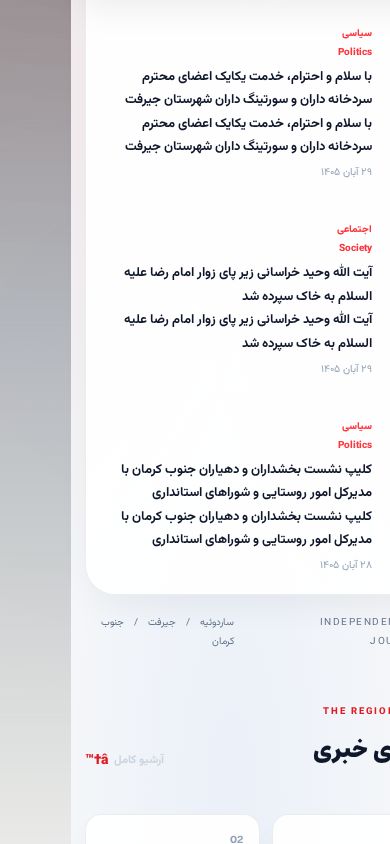 سیاسی
Politics
با سلام و احترام، خدمت یکایک اعضای محترم
سردخانه داران و سورتینگ داران شهرستان جیرفت
با سلام و احترام، خدمت یکایک اعضای محترم
سردخانه داران و سورتینگ داران شهرستان جیرفت
۲۹ آبان ۱۴۰۵
اجتماعی
Society
آیت الله وحید خراسانی زیر پای زوار امام رضا علیه
السلام به خاک سپرده شد
آیت الله وحید خراسانی زیر پای زوار امام رضا علیه
السلام به خاک سپرده شد
۲۹ آبان ۱۴۰۵
سیاسی
Politics
کلیپ نشست بخشداران و دهیاران جنوب کرمان با
مدیرکل امور روستایی و شوراهای استانداری
کلیپ نشست بخشداران و دهیاران جنوب کرمان با
مدیرکل امور روستایی و شوراهای استانداری
۲۸ آبان ۱۴۰۵
INDEPENDE
JOU
ساردوئیه / جیرفت / جنوب
کرمان
THE REGIO
ی خبری
آرشیو کامل â†™
02